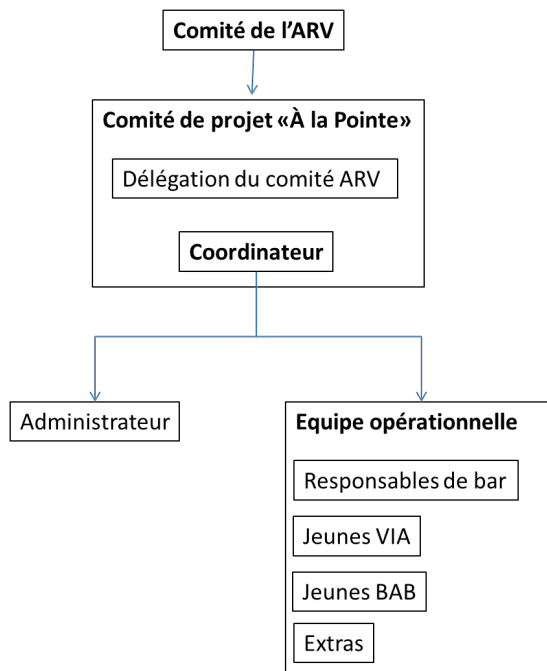 Comité de l’ARV
Comité de projet «À la Pointe»
Délégation du comité ARV
Coordinateur
Administrateur
Equipe opérationnelle
Responsables de bar
Jeunes VIA
Jeunes BAB
Extras